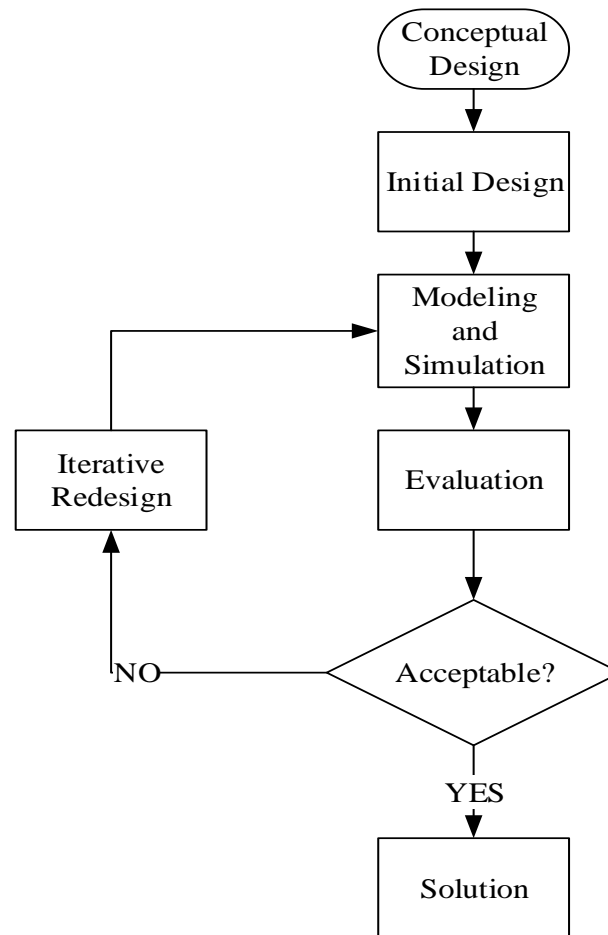 Conceptual
Design
Initial Design
Modeling
and
Simulation
Iterative
Redesign
Evaluation
Acceptable?
NO
YES
Solution